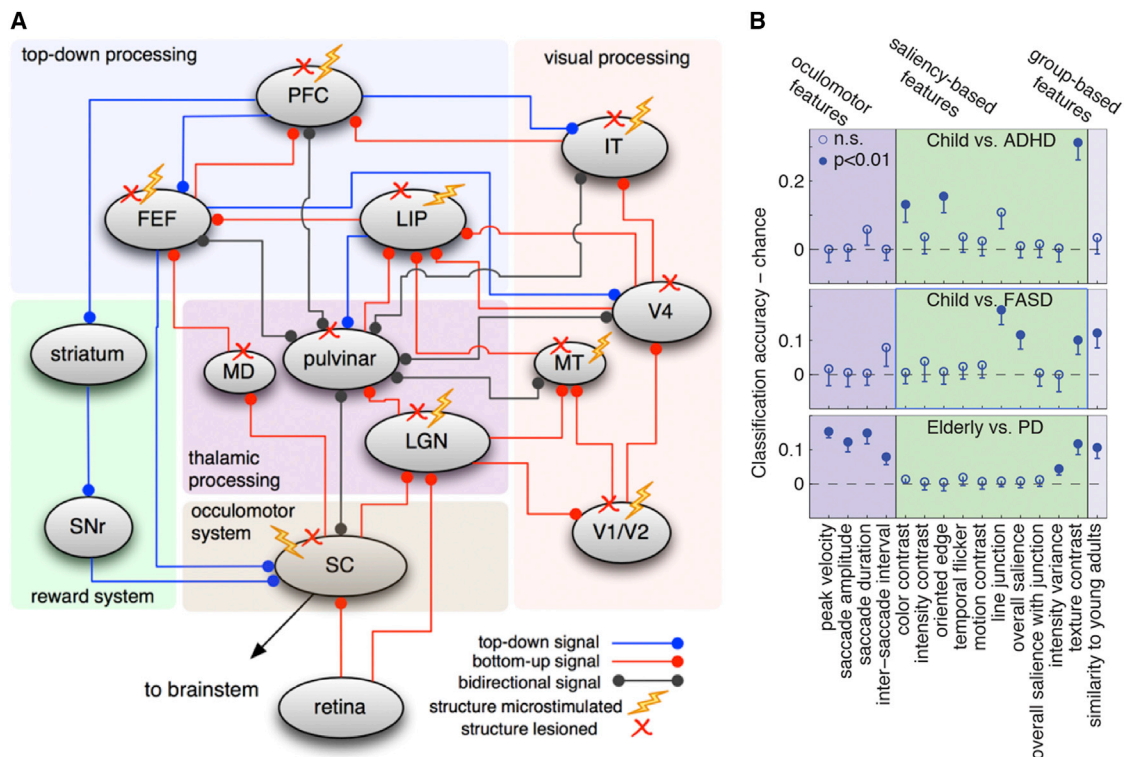 A
top-down processing
visual processing
PFC
IT
FEF
LIP
V4
striatum
MD
pulvinar
MT
LGN
thalamic
processing
occulomotor
system
SNr
V1/V2
SC
reward system
to brainstem
retina
top-down signal
bottom-up signal
bidirectional signal
structure microstimulated
structure lesioned
B
oculomotor
features
saliency-based
features
group-based
features
n.s.
p<0.01
Child vs. ADHD
0.2
0
Child vs. FASD
0.1
0
Elderly vs. PD
0.1
0
Classification accuracy – chance
peak velocity
saccade amplitude
saccade duration
inter-saccade interval
color contrast
intensity contrast
oriented edge
temporal flicker
motion contrast
line junction
overall salience
overall salience with junction
intensity variance
texture contrast
similarity to young adults